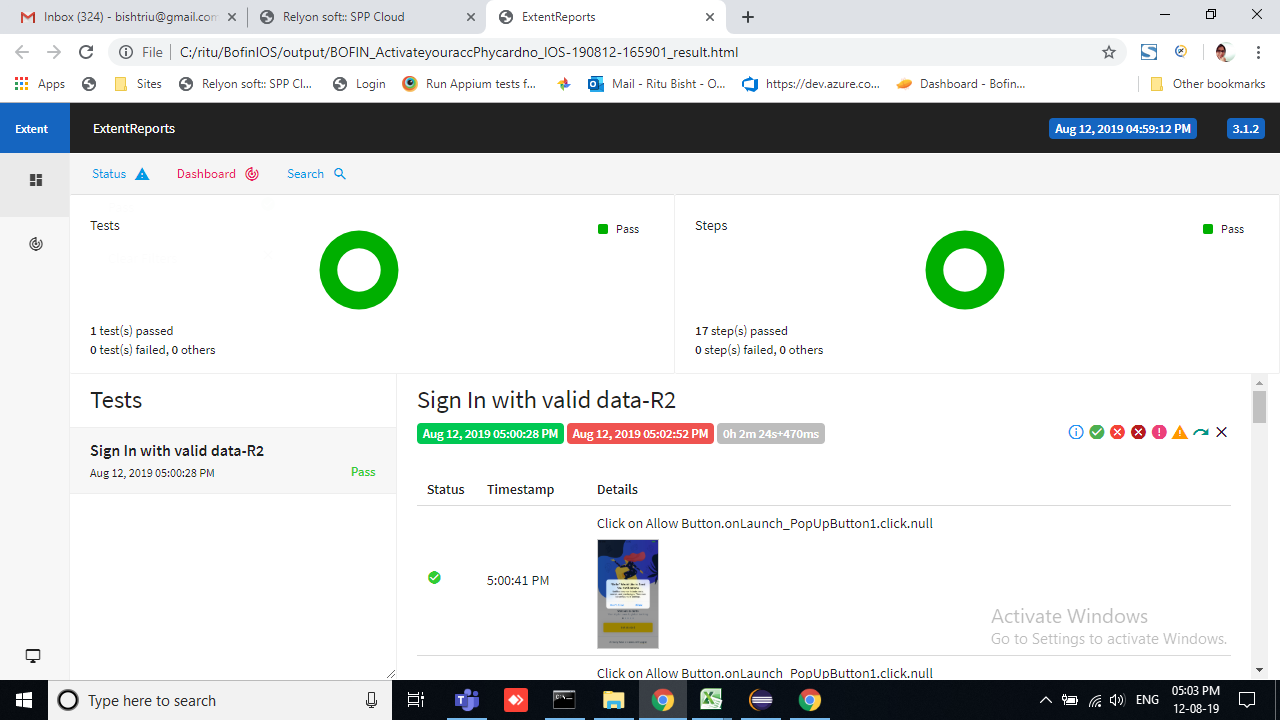 Inbox (324) - bishtriu@gmail.con
Relyon soft:: SPP Cloud
ExtentReports
File
C:/ritu/BofinIOS/output/BOFIN_ActivateyouraccPhycardno_IOS-190812-165901_result.html
Apps
Sites
Relyon soft:: SPP Cl...
Login
Run Appium tests f...
Mail - Ritu Bisht - O...
https://dev.azure.co...
Dashboard - Bofin...
Other bookmarks
Extent
ExtentReports
Aug 12, 2019 04:59:12 PM
3.1.2
Status
Dashboard
Search
Tests
Pass
1 test(s) passed
0 test(s) failed, 0 others
Steps
Pass
17 step(s) passed
0 step(s) failed, 0 others
Tests
Sign In with valid data-R2
Aug 12, 2019 05:00:28 PM
Pass
Sign In with valid data-R2
Aug 12, 2019 05:00:28 PM
Aug 12, 2019 05:02:52 PM
0h 2m 24s+470ms
Status
Timestamp
Details
Click on Allow Button.onLaunch_PopUpButton1.click.null
5:00:41 PM
Click on Allow Button.onLaunch_PopUpButton1.click.null
Activate Windows
Go to Settings to activate Windows.
Type here to search
ENG
05:03 PM
12-08-19